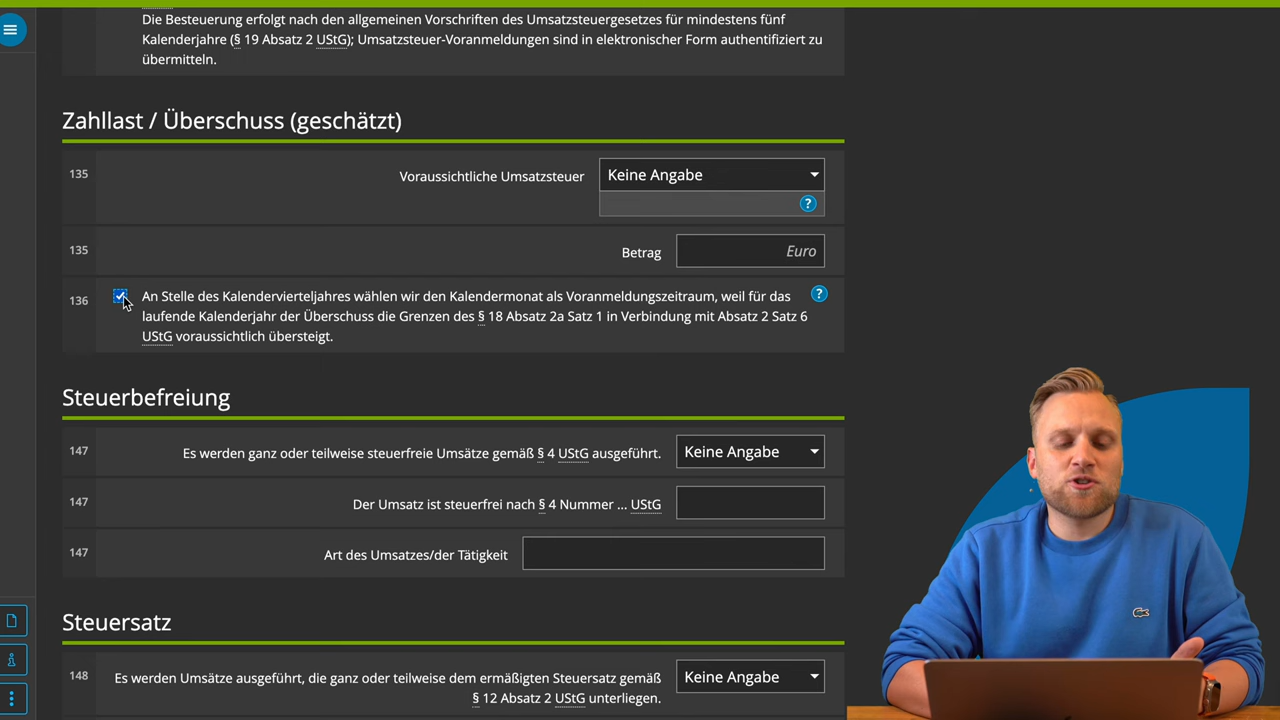 Die Besteuerung erfolgt nach den allgemeinen Vorschriften des Umsatzsteuergesetzes für mindestens fünf
Kalenderjahre (§ 19 Absatz 2 UStG); Umsatzsteuer-Voranmeldungen sind in elektronischer Form authentifiziert zu
übermitteln.
Zahllast / Überschuss (geschätzt)
135 Voraussichtliche Umsatzsteuer Keine Angabe
?
135 Betrag Euro
136 An Stelle des Kalendervierteljahres wählen wir den Kalendermonat als Voranmeldungszeitraum, weil für das ?
laufende Kalenderjahr der Überschuss die Grenzen des § 18 Absatz 2a Satz 1 in Verbindung mit Absatz 2 Satz 6
UStG voraussichtlich übersteigt.
Steuerbefreiung
147 Es werden ganz oder teilweise steuerfreie Umsätze gemäß § 4 UStG ausgeführt. Keine Angabe
147 Der Umsatz ist steuerfrei nach § 4 Nummer ... UStG
147 Art des Umsatzes/der Tätigkeit
Steuersatz
148 Es werden Umsätze ausgeführt, die ganz oder teilweise dem ermäßigten Steuersatz gemäß Keine Angabe
§ 12 Absatz 2 UStG unterliegen.